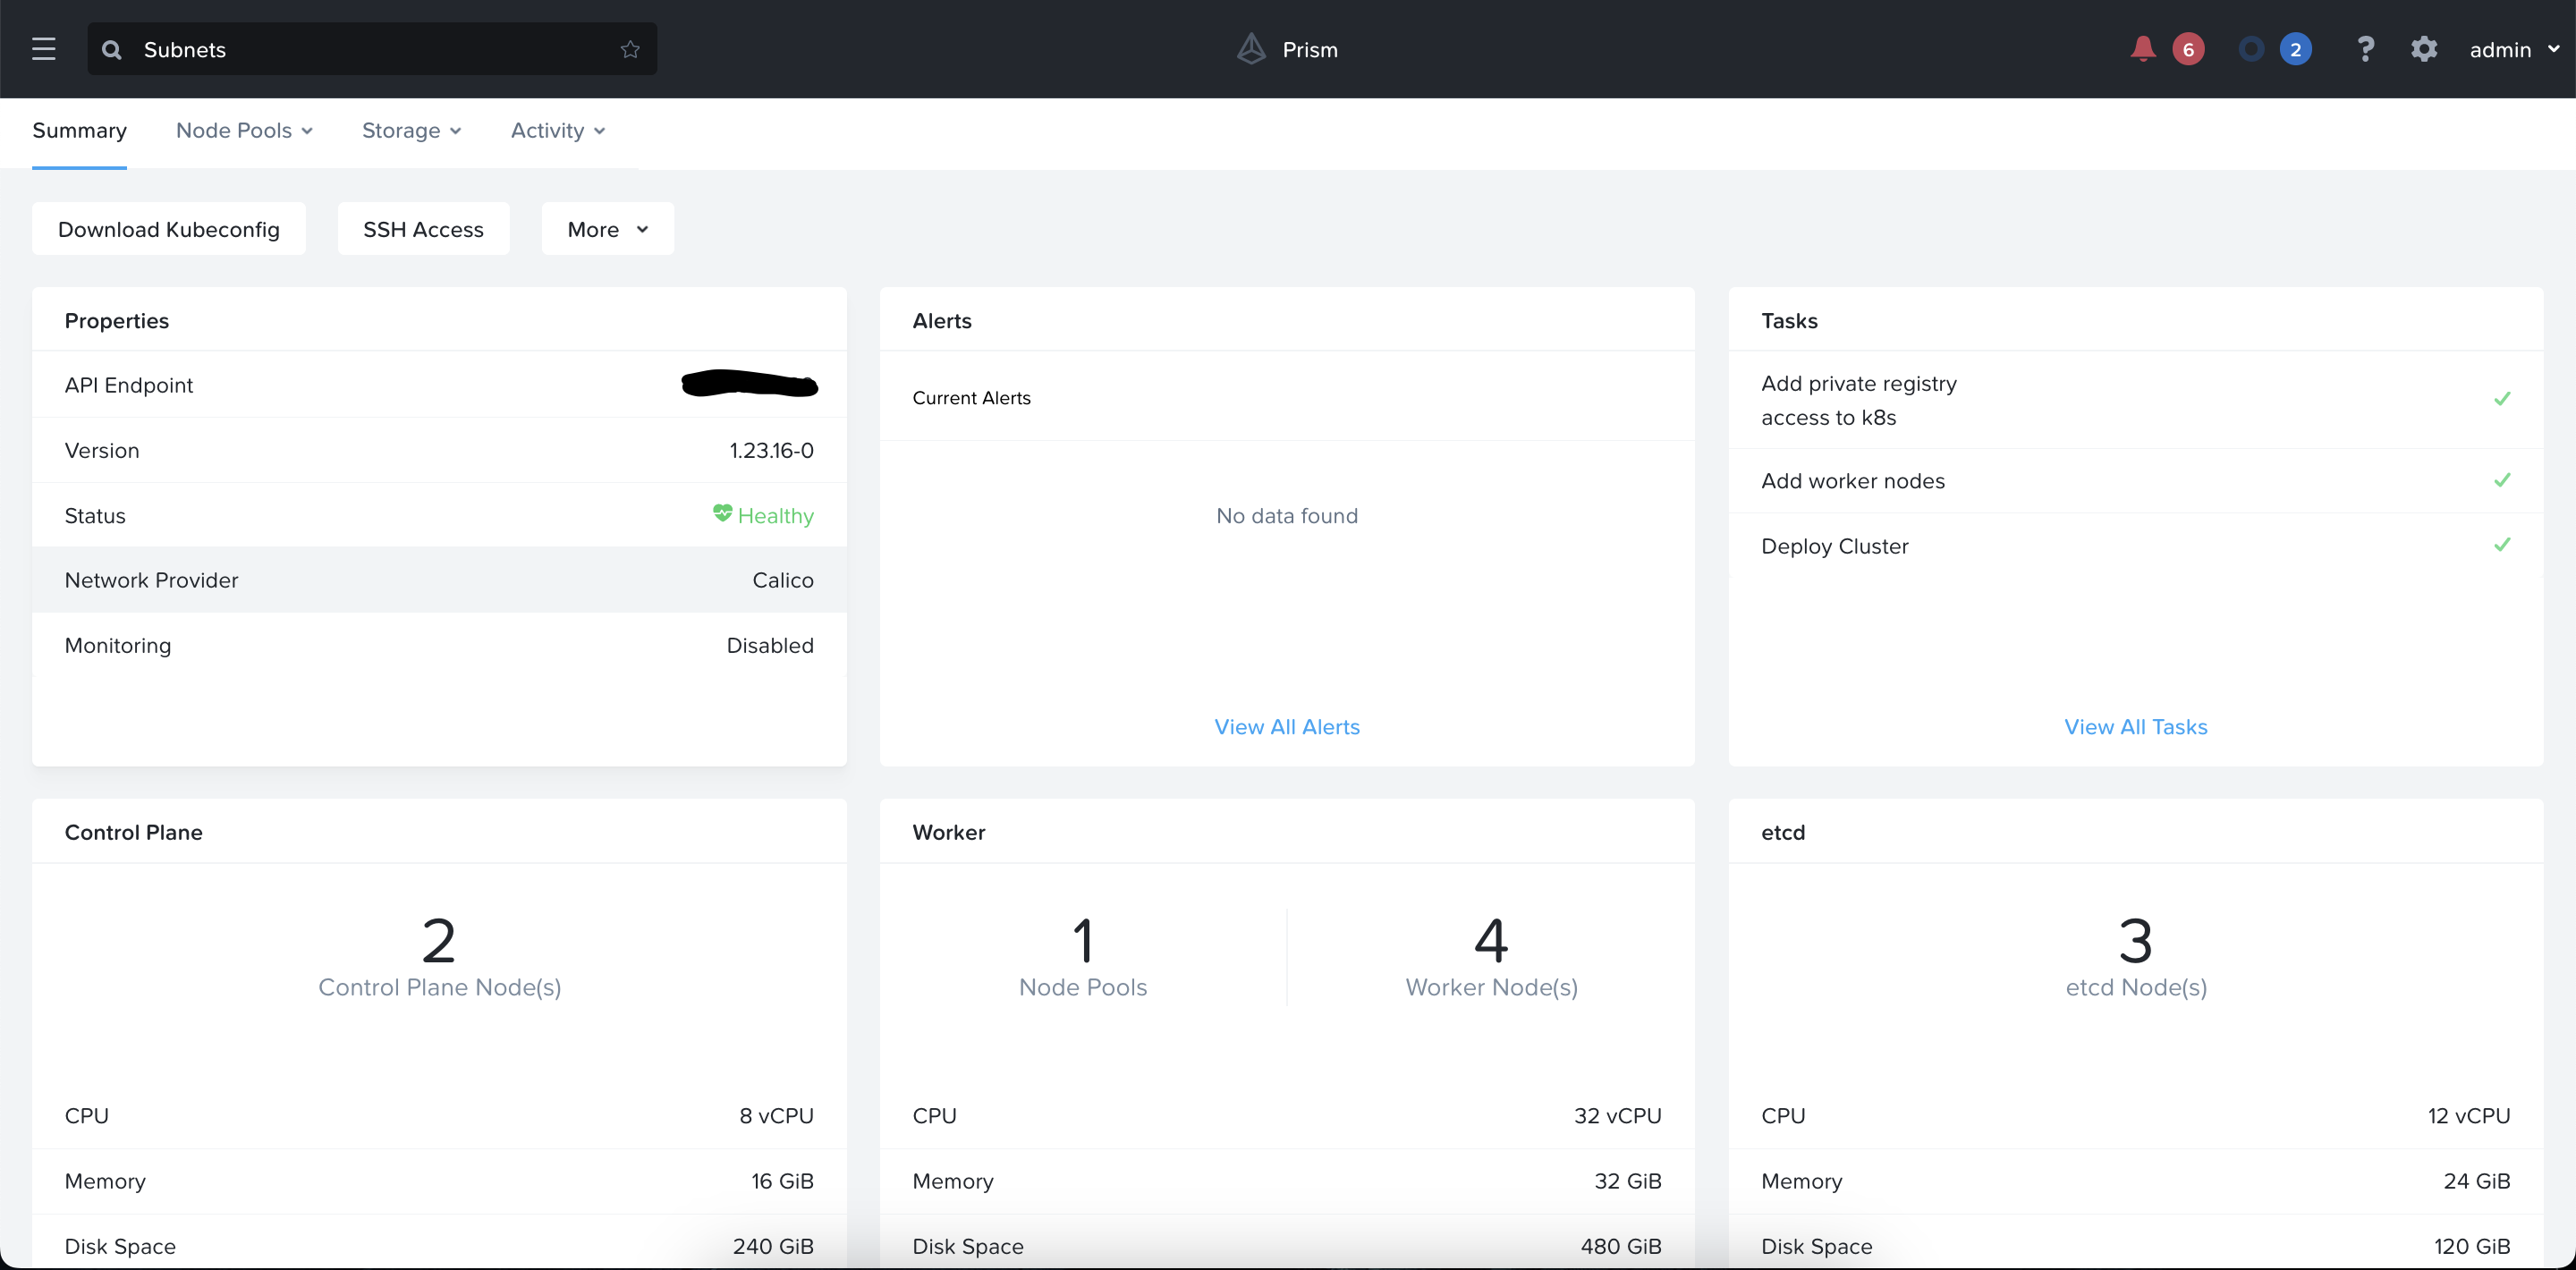 Subnets
Prism
6
2
?
admin
Summary
Node Pools
Storage
Activity
Download Kubeconfig
SSH Access
More
Properties
API Endpoint
Version 1.23.16-0
Status Healthy
Network Provider Calico
Monitoring Disabled
Alerts
Current Alerts
No data found
View All Alerts
Tasks
Add private registry
access to k8s
Add worker nodes
Deploy Cluster
View All Tasks
Control Plane
2
Control Plane Node(s)
CPU 8 vCPU
Memory 16 GiB
Disk Space 240 GiB
Worker
1
Node Pools
4
Worker Node(s)
CPU 32 vCPU
Memory 32 GiB
Disk Space 480 GiB
etcd
3
etcd Node(s)
CPU 12 vCPU
Memory 24 GiB
Disk Space 120 GiB